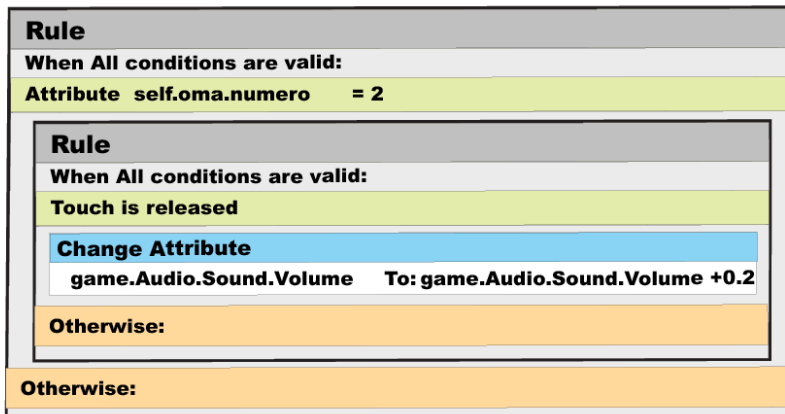 Rule
When All conditions are valid:
Attribute self.oma.numero = 2
Rule
When All conditions are valid:
Touch is released
Change Attribute
game.Audio.Sound.Volume To: game.Audio.Sound.Volume +0.2
Otherwise:
Otherwise: